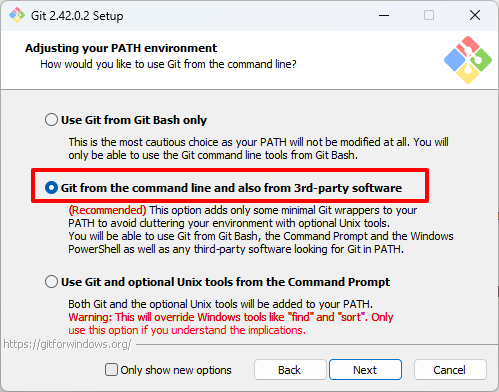 Git 2.42.0.2 Setup
Adjusting your PATH environment
How would you like to use Git from the command line?
Use Git from Git Bash only
This is the most cautious choice as your PATH will not be modified at all. You will
only be able to use the Git command line tools from Git Bash.
Git from the command line and also from 3rd-party software
(Recommended) This option adds only some minimal Git wrappers to your
PATH to avoid cluttering your environment with optional Unix tools.
You will be able to use Git from Git Bash, the Command Prompt and the Windows
PowerShell as well as any third-party software looking for Git in PATH.
Use Git and optional Unix tools from the Command Prompt
Both Git and the optional Unix tools will be added to your PATH.
Warning: This will override Windows tools like "find" and "sort". Only
use this option if you understand the implications.
https://gitforwindows.org/
Only show new options
Back
Next
Cancel